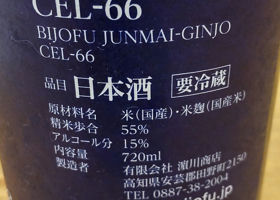 CEL-66
BIJOFU JUNMAI-GINJO
CEL-66
品目 日本酒 要冷蔵
原材料名 米(国産)・米麹(国産米)
精米歩合 55%
アルコール分 15%
内容量 720ml
製造者 有限会社 濵川商店
高知県安芸郡田野町2150
TEL 0887-38-2004
jofu.jp